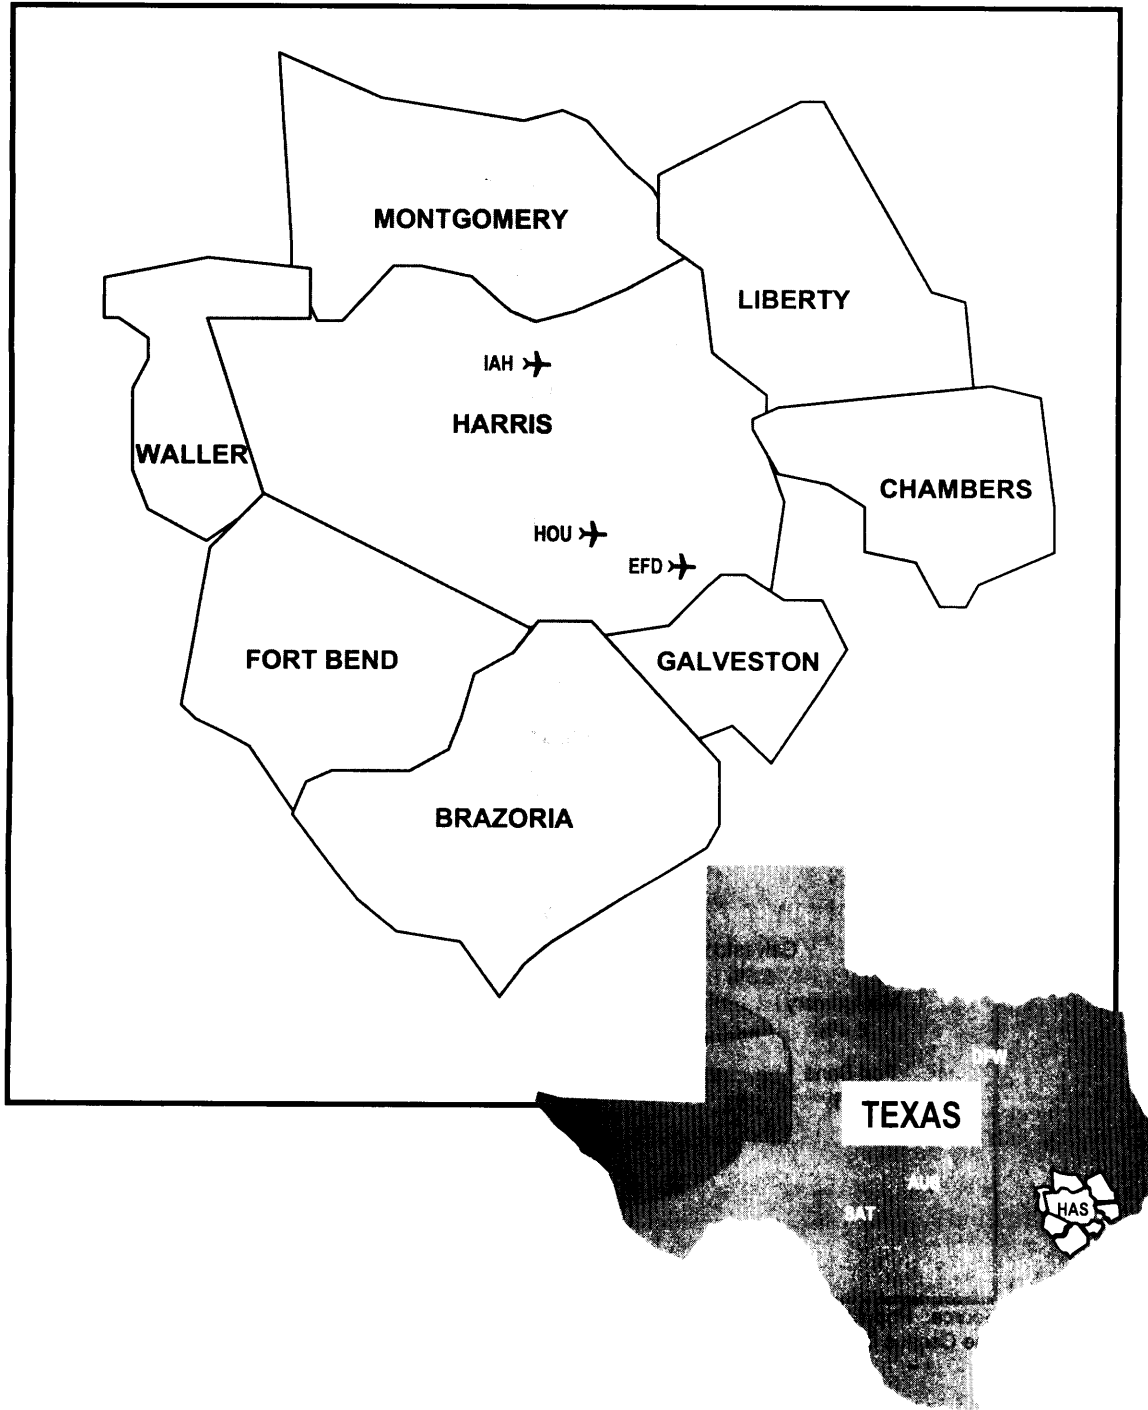 MONTGOMERY
LIBERTY
IAH
HARRIS
WALLER
CHAMBERS
HOU
EFD
FORT BEND
GALVESTON
BRAZORIA
DFW
TEXAS
AUS
SAT
HAS